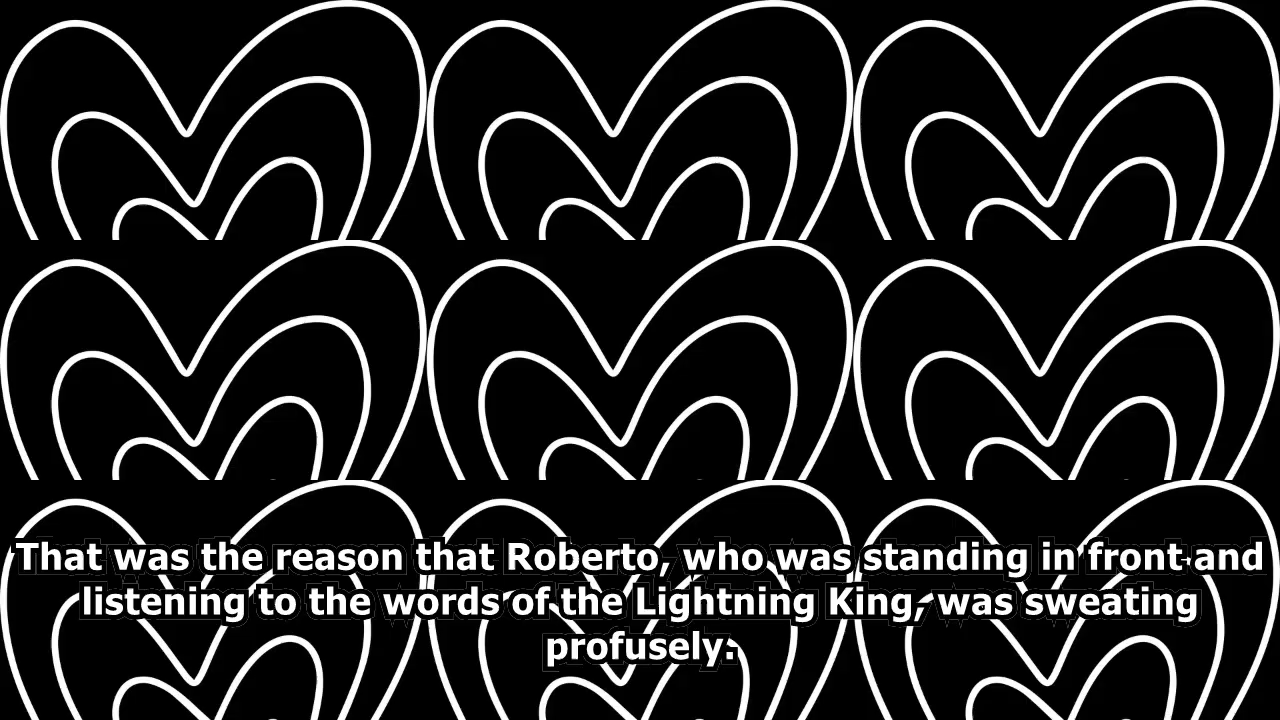 That was the reason that Roberto, who was standing in front and
listening to the words of the Lightning King, was sweating
profusely.